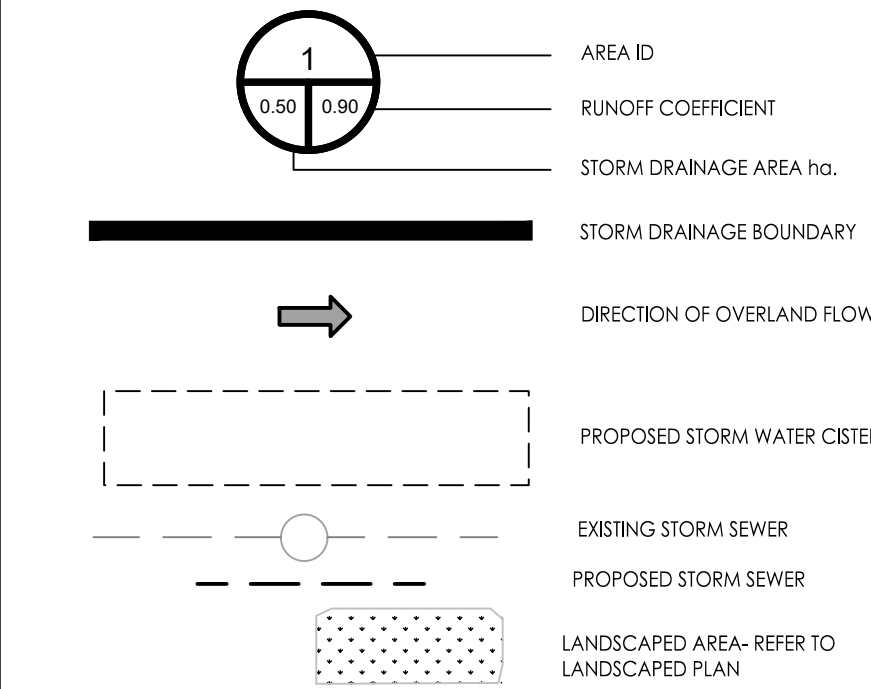 1
0.50 0.90
AREA ID
RUNOFF COEFFICIENT
STORM DRAINAGE AREA ha.
STORM DRAINAGE BOUNDARY
DIRECTION OF OVERLAND FLOW
PROPOSED STORM WATER
EXISTING STORM SEWER
PROPOSED STORM SEWER
LANDSCAPED AREA- REFER TO
LANDSCAPED PLAN